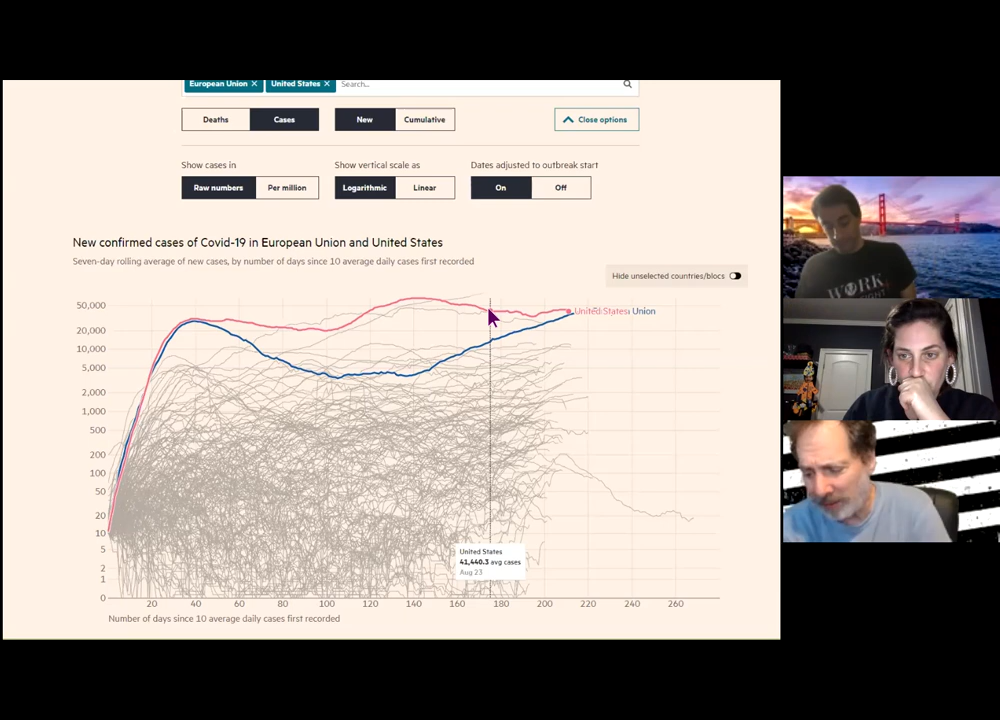 European Union ✕ United States ✕ Search...
Deaths Cases New Cumulative Close options
Show cases in Show vertical scale as Dates adjusted to outbreak start
Raw numbers Per million Logarithmic Linear On Off
New confirmed cases of Covid-19 in European Union and United States
Seven-day rolling average of new cases, by number of days since 10 average daily cases first recorded
Hide unselected countries/blocs
50,000
United States Union
20,000
10,000
5,000
2,000
1,000
500
200
100
50
20
10
5
United States
41,440.3 avg cases
Aug 23
2
1
0
20 40 60 80 100 120 140 160 180 200 220 240 260
Number of days since 10 average daily cases first recorded
WORK